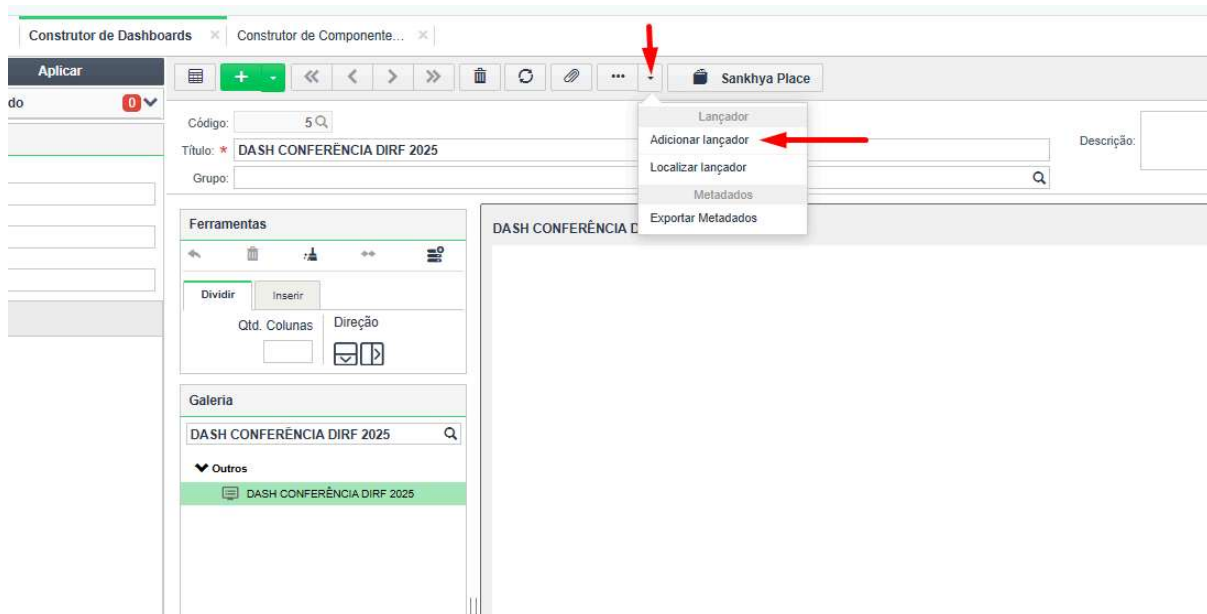 Construtor de Dashboards
Construtor de Componente...
Aplicar
Sankhya Place
do
0
Lançador
Código:
5
Adicionar lançador
Descrição:
Título: * DASH CONFERÊNCIA DIRF 2025
Localizar lançador
Grupo:
Metadados
Exportar Metadados
Ferramentas
DASH CONFERÊNCIA D
Dividir
Inserir
Qtd. Colunas
Direção
Galeria
DASH CONFERÊNCIA DIRF 2025
Outros
DASH CONFERÊNCIA DIRF 2025